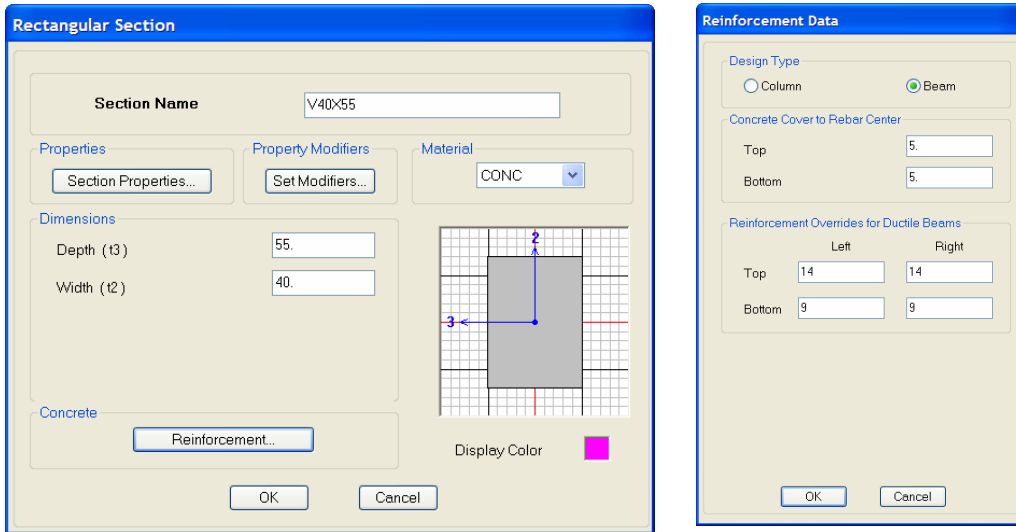 Rectangular Section
Section Name V40X55
Properties Property Modifiers Material
Section Properties... Set Modifiers... CONC
Dimensions
Depth (t3) 55.
Width (t2) 40.
2
3
Concrete
Reinforcement...
Display Color
OK Cancel
Reinforcement Data
Design Type
Column Beam
Concrete Cover to Rebar Center
Top 5.
Bottom 5.
Reinforcement Overrides for Ductile Beams
Left Right
Top 14 14
Bottom 9 9
OK Cancel